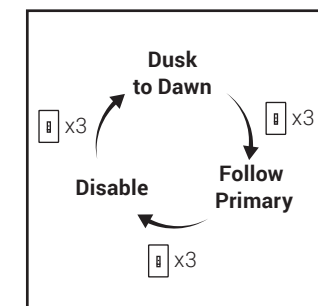 Dusk
to Dawn
x3
x3
Disable
Follow
Primary
x3